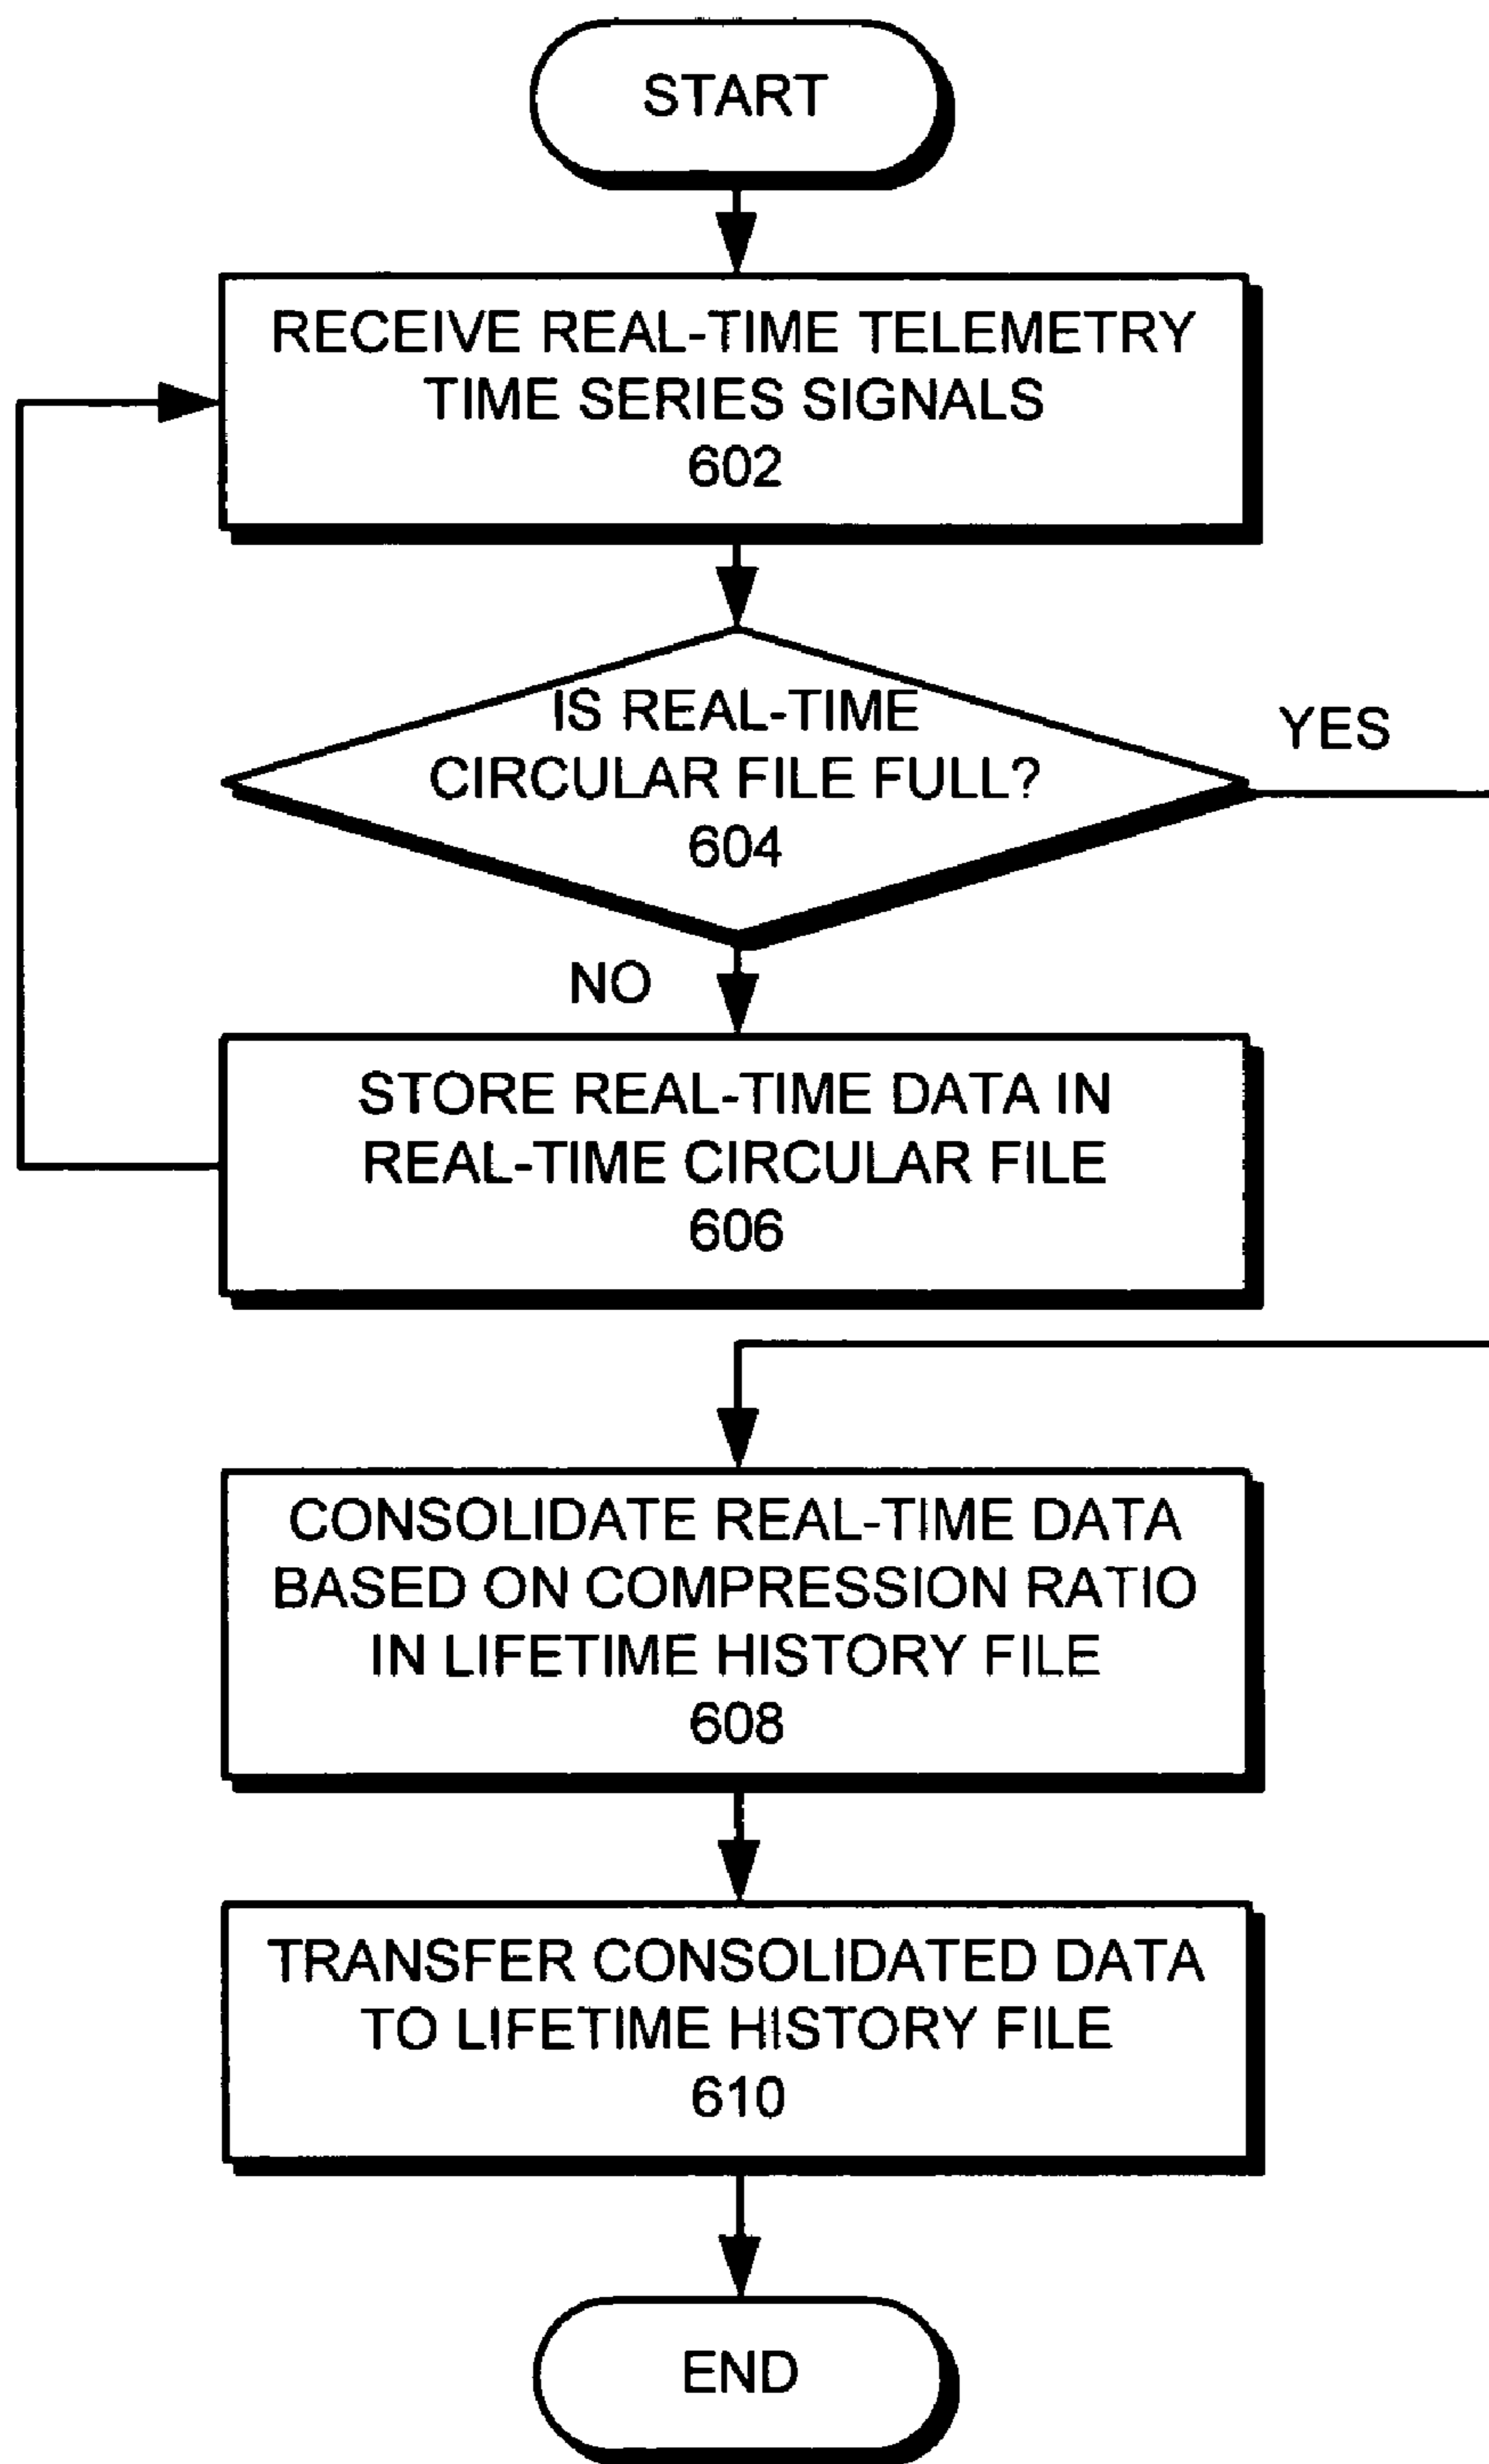 START
RECEIVE REAL-TIME TELEMETRY
TIME SERIES SIGNALS
602
IS REAL-TIME
CIRCULAR FILE FULL?
604
YES
NO
STORE REAL-TIME DATA IN
REAL-TIME CIRCULAR FILE
606
CONSOLIDATE REAL-TIME DATA
BASED ON COMPRESSION RATIO
IN LIFETIME HISTORY FILE
608
TRANSFER CONSOLIDATED DATA
TO LIFETIME HISTORY FILE
610
END